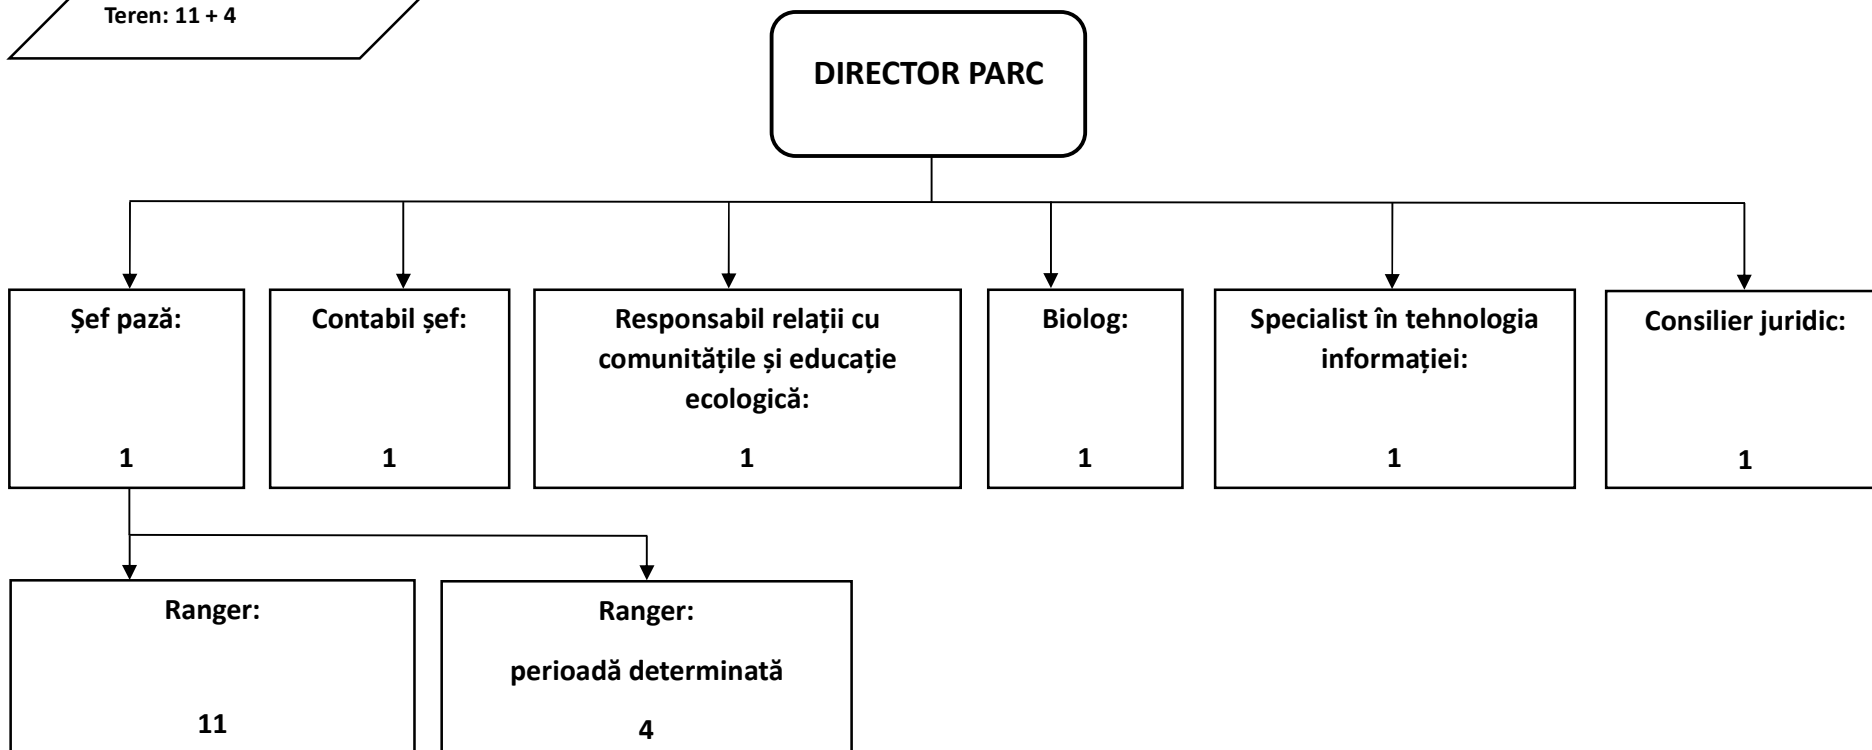 Teren: 11 + 4
DIRECTOR PARC
Șef pază:
1
Contabil șef:
1
Responsabil relații cu
comunitățile și educație
ecologică:
1
Biolog:
1
Specialist în tehnologia
informației:
1
Consilier juridic:
1
Ranger:
11
Ranger:
perioadă determinată
4